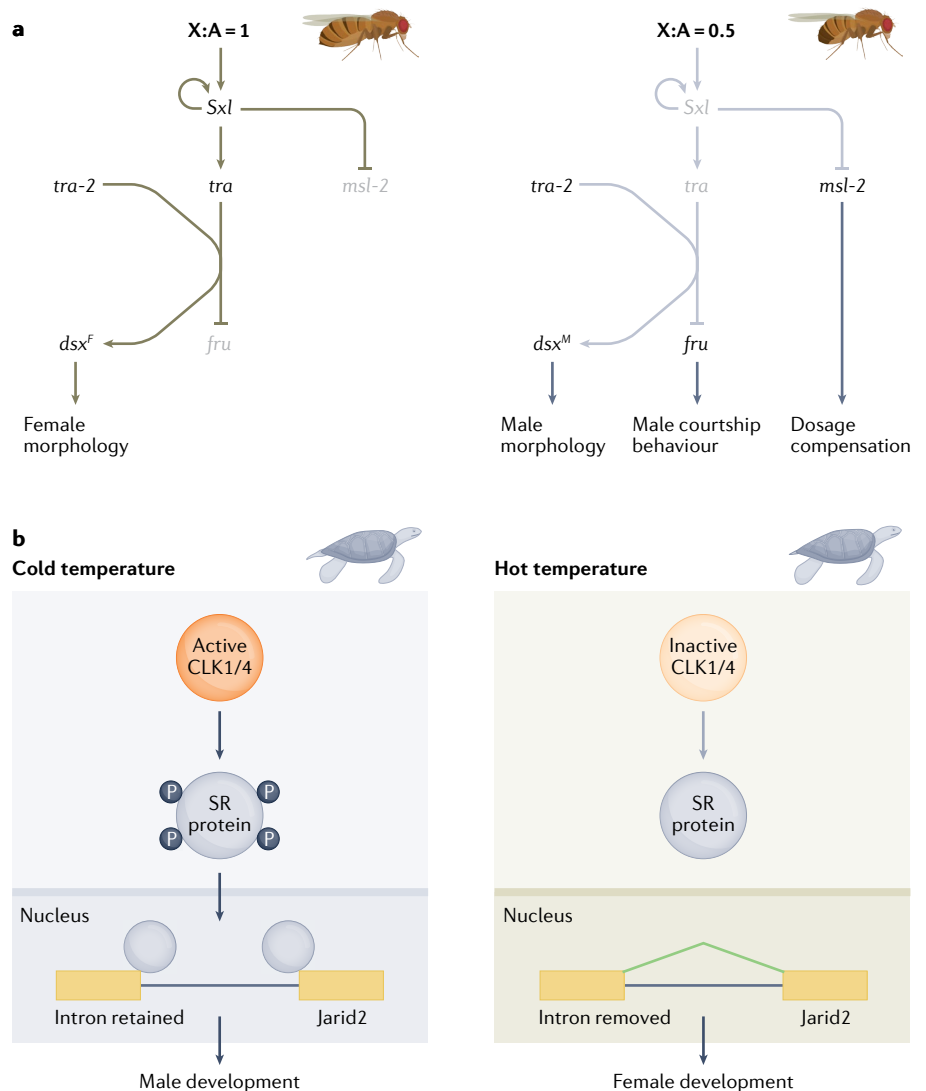 a
X:A = 1
Sxl
tra-2
tra
msl-2
dsxF
fru
Female
morphology
X:A = 0.5
Sxl
tra-2
tra
msl-2
dsxM
fru
Male
morphology
Male courtship
behaviour
Dosage
compensation
b
Cold temperature
Active
CLK1/4
P
P
SR
protein
P
P
Nucleus
Intron retained
Jarid2
Male development
Hot temperature
Inactive
CLK1/4
SR
protein
Nucleus
Intron removed
Jarid2
Female development